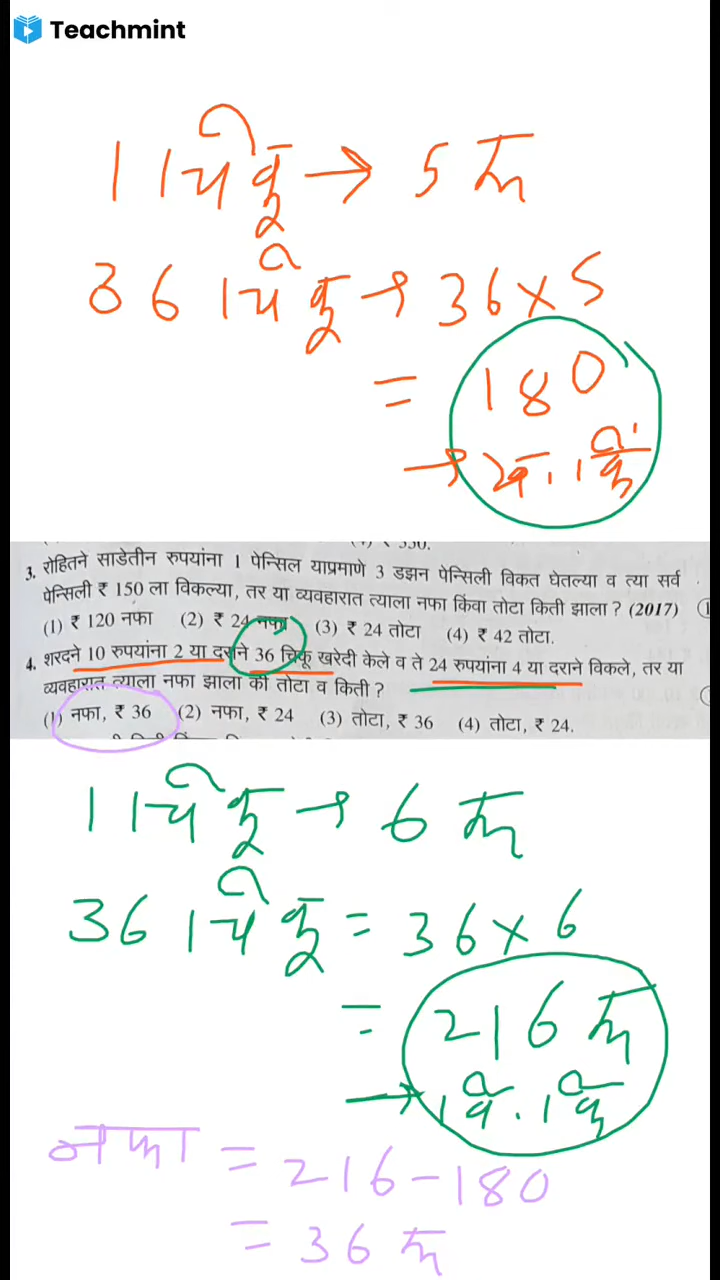 Teachmint
1 चिकू → 5 रू
36 चिकू → 36 × 5
= 180
→ ख. किं
3. रोहितने साडेतीन रुपयांना 1 पेन्सिल याप्रमाणे 3 डझन पेन्सिली विकत घेतल्या व त्या सर्व
पेन्सिली ₹ 150 ला विकल्या, तर या व्यवहारात त्याला नफा किंवा तोटा किती झाला ? (2017)
(1) ₹ 120 नफा (2) ₹ 24 नफा (3) ₹ 24 तोटा (4) ₹ 42 तोटा.
4. शरदने 10 रुपयांना 2 या दराने 36 चिकू खरेदी केले व ते 24 रुपयांना 4 या दराने विकले, तर या
व्यवहारात त्याला नफा झाला की तोटा व किती ?
(1) नफा, ₹ 36 (2) नफा, ₹ 24 (3) तोटा, ₹ 36 (4) तोटा, ₹ 24.
1 चिकू → 6 रू
36 चिकू = 36 × 6
= 216 रू
→ वि. किं
नफा = 216 - 180
= 36 रू